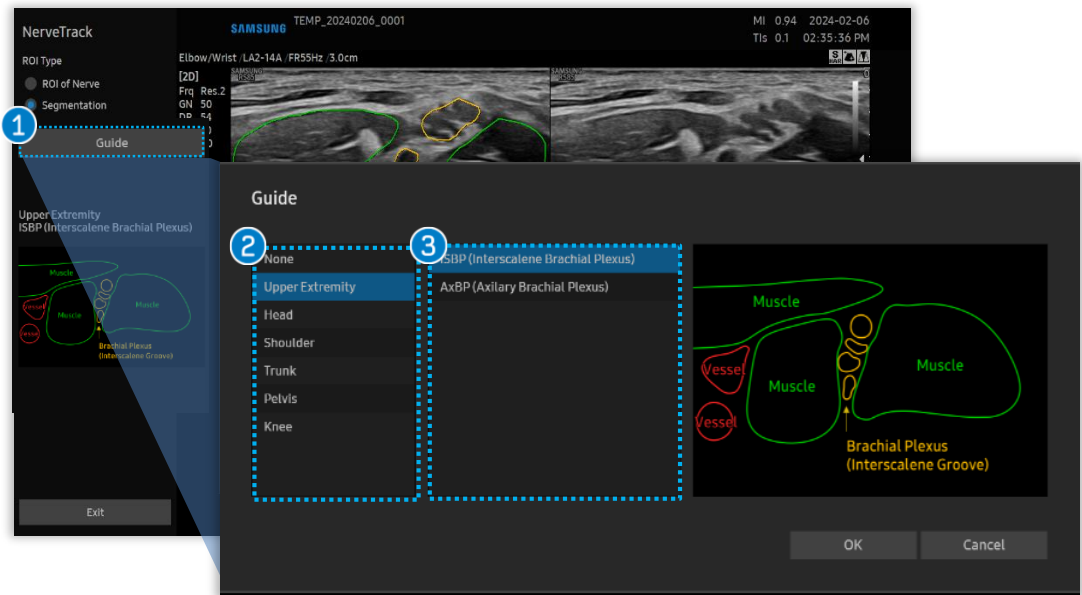 NerveTrack
SAMSUNG
TEMP_20240206_0001
MI 0.94 2024-02-06
TIs 0.1 02:35:36 PM
ROI Type
ROI of Nerve
Segmentation
Elbow/Wrist /LA2-14A /FR55Hz /3.0cm
[2D]
Frq Res.2
GN 50
DR 54
SAMSUNG
RS85
SAMSUNG
RS85
1
Guide
Upper Extremity
ISBP (Interscalene Brachial Plexus)
Muscle
Vessel
Muscle
Muscle
Vessel
Brachial Plexus
(Interscalene Groove)
Exit
Guide
2
None
Upper Extremity
Head
Shoulder
Trunk
Pelvis
Knee
3
ISBP (Interscalene Brachial Plexus)
AxBP (Axilary Brachial Plexus)
Muscle
Vessel
Muscle
Muscle
Vessel
Brachial Plexus
(Interscalene Groove)
OK
Cancel